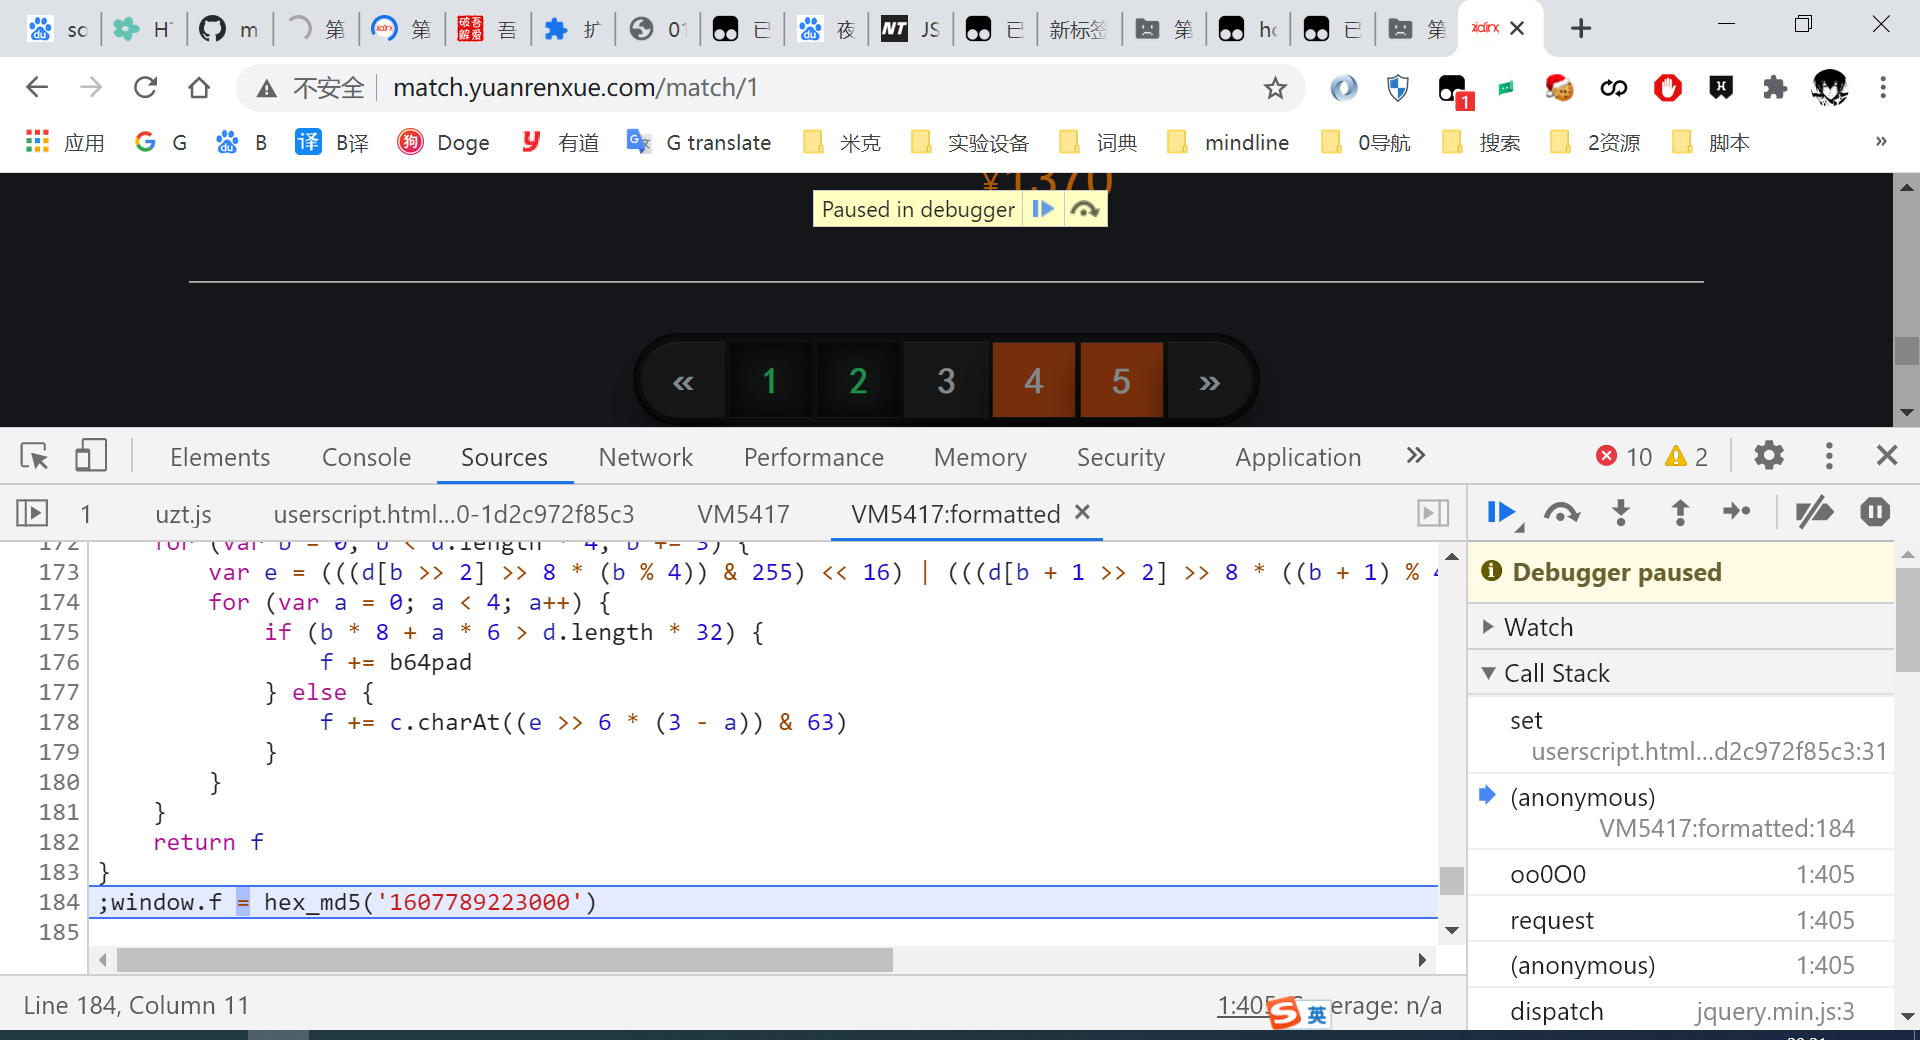 sc H m 第 第 吾 扩 01 已 夜 JS 已 新标签 第 hc 已 第
不安全 match.yuanrenxue.com/match/1
1
应用 G B B译 Doge 有道 G translate 米克 实验设备 词典 mindline 0导航 搜索 2资源 脚本 »
¥1370
Paused in debugger
« 1 2 3 4 5 »
Elements Console Sources Network Performance Memory Security Application » 10 2
1 uzt.js userscript.html...0-1d2c972f85c3 VM5417 VM5417:formatted
172 for (var b = 0; b < d.length * 4; b += 3) {
173 var e = (((d[b >> 2] >> 8 * (b % 4)) & 255) << 16) | (((d[b + 1 >> 2] >> 8 * ((b + 1) % 4
174 for (var a = 0; a < 4; a++) {
175 if (b * 8 + a * 6 > d.length * 32) {
176 f += b64pad
177 } else {
178 f += c.charAt((e >> 6 * (3 - a)) & 63)
179 }
180 }
181 }
182 return f
183 }
184 ;window.f = hex_md5('1607789223000')
185
Line 184, Column 11
1:405 erage: n/a
英
Debugger paused
Watch
Call Stack
set
userscript.html...d2c972f85c3:31
(anonymous)
VM5417:formatted:184
oo0O0 1:405
request 1:405
(anonymous) 1:405
dispatch jquery.min.js:3